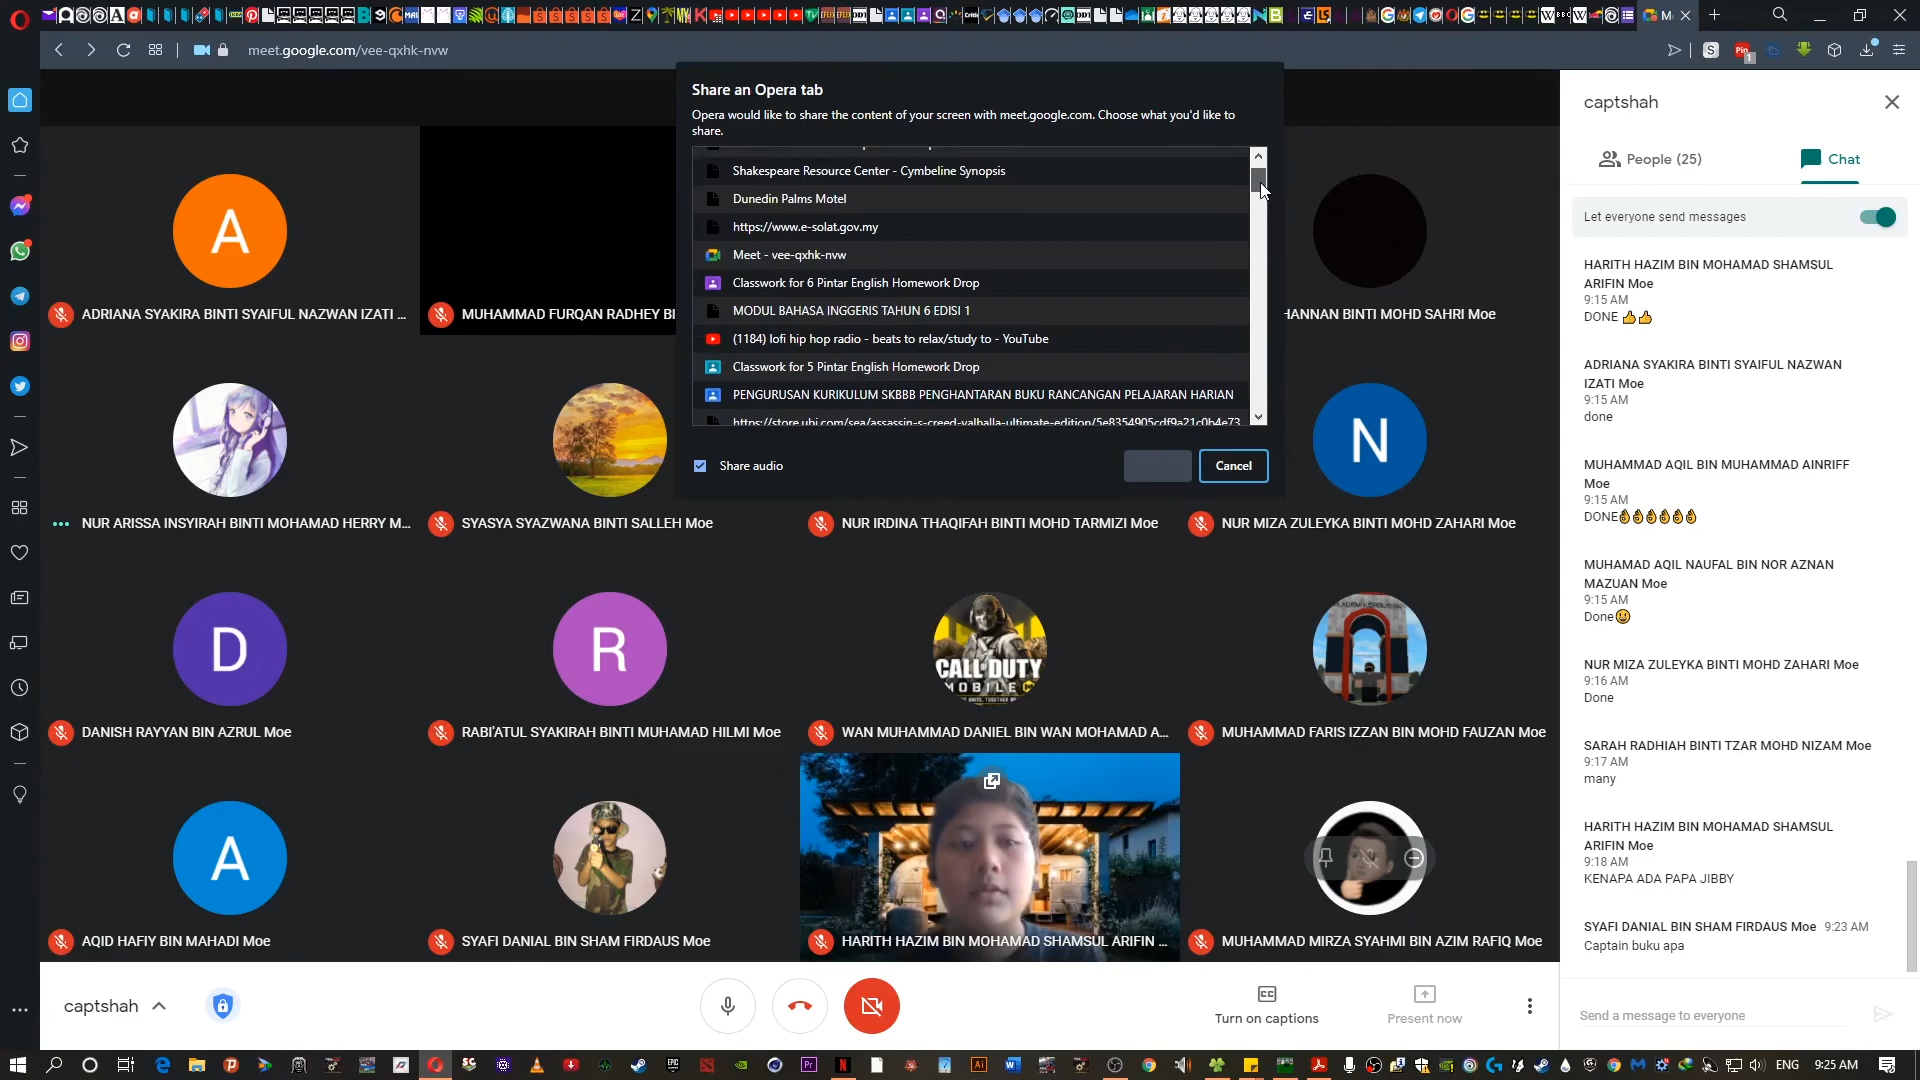 meet.google.com/vee-qxhk-nvw
Share an Opera tab
Opera would like to share the content of your screen with meet.google.com. Choose what you'd like to
share.
Shakespeare Resource Center - Cymbeline Synopsis
Dunedin Palms Motel
https://www.e-solat.gov.my
Meet - vee-qxhk-nvw
Classwork for 6 Pintar English Homework Drop
MODUL BAHASA INGGERIS TAHUN 6 EDISI 1
(1184) lofi hip hop radio - beats to relax/study to - YouTube
Classwork for 5 Pintar English Homework Drop
PENGURUSAN KURIKULUM SKBBB PENGHANTARAN BUKU RANCANGAN PELAJARAN HARIAN
https://store.ubi.com/sea/assassin-s-creed-valhalla-ultimate-edition/5e8354905cdf9a21c0b4e73
Share audio
Cancel
A
ADRIANA SYAKIRA BINTI SYAIFUL NAZWAN IZATI ...
MUHAMMAD FURQAN RADHEY BI
HANNAN BINTI MOHD SAHRI Moe
N
NUR ARISSA INSYIRAH BINTI MOHAMAD HERRY M...
SYASYA SYAZWANA BINTI SALLEH Moe
NUR IRDINA THAQIFAH BINTI MOHD TARMIZI Moe
NUR MIZA ZULEYKA BINTI MOHD ZAHARI Moe
D
R
CALL OF DUTY
MOBILE
DANISH RAYYAN BIN AZRUL Moe
RABI'ATUL SYAKIRAH BINTI MUHAMAD HILMI Moe
WAN MUHAMMAD DANIEL BIN WAN MOHAMAD A...
MUHAMMAD FARIS IZZAN BIN MOHD FAUZAN Moe
A
AQID HAFIY BIN MAHADI Moe
SYAFI DANIAL BIN SHAM FIRDAUS Moe
HARITH HAZIM BIN MOHAMAD SHAMSUL ARIFIN ...
MUHAMMAD MIRZA SYAHMI BIN AZIM RAFIQ Moe
captshah
Turn on captions
Present now
captshah
People (25)
Chat
Let everyone send messages
HARITH HAZIM BIN MOHAMAD SHAMSUL
ARIFIN Moe
9:15 AM
DONE 👍👍
ADRIANA SYAKIRA BINTI SYAIFUL NAZWAN
IZATI Moe
9:15 AM
done
MUHAMMAD AQIL BIN MUHAMMAD AINRIFF
Moe
9:15 AM
DONE👌👌👌👌👌👌
MUHAMAD AQIL NAUFAL BIN NOR AZNAN
MAZUAN Moe
9:15 AM
Done😃
NUR MIZA ZULEYKA BINTI MOHD ZAHARI Moe
9:16 AM
Done
SARAH RADHIAH BINTI TZAR MOHD NIZAM Moe
9:17 AM
many
HARITH HAZIM BIN MOHAMAD SHAMSUL
ARIFIN Moe
9:18 AM
KENAPA ADA PAPA JIBBY
SYAFI DANIAL BIN SHAM FIRDAUS Moe 9:23 AM
Captain buku apa
Send a message to everyone
ENG 9:25 AM